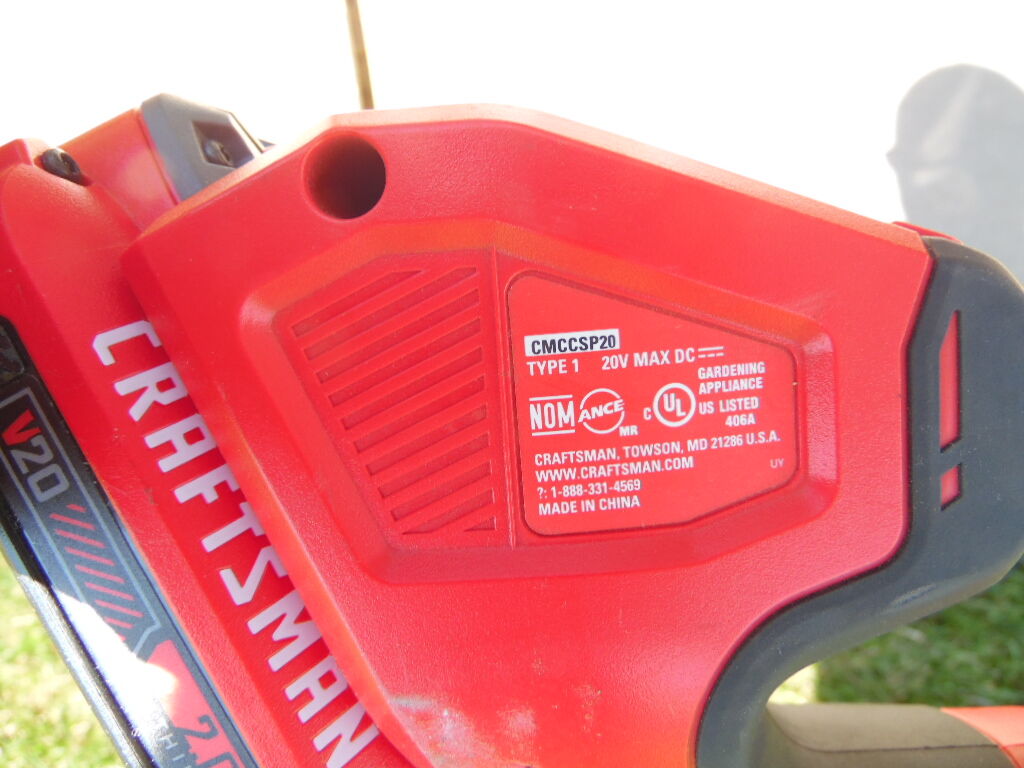 CRAFTSMAN
V20
CMCCSP20
TYPE 1 20V MAX DC
NOM ANCE MR C UL US LISTED
GARDENING
APPLIANCE
406A
CRAFTSMAN, TOWSON, MD 21286 U.S.A.
WWW.CRAFTSMAN.COM
?: 1-888-331-4569
MADE IN CHINA
UY